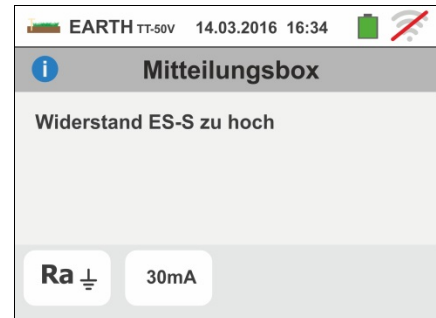 EARTH TT-50V 14.03.2016 16:34
i Mitteilungsbox
Widerstand ES-S zu hoch
Ra 30mA